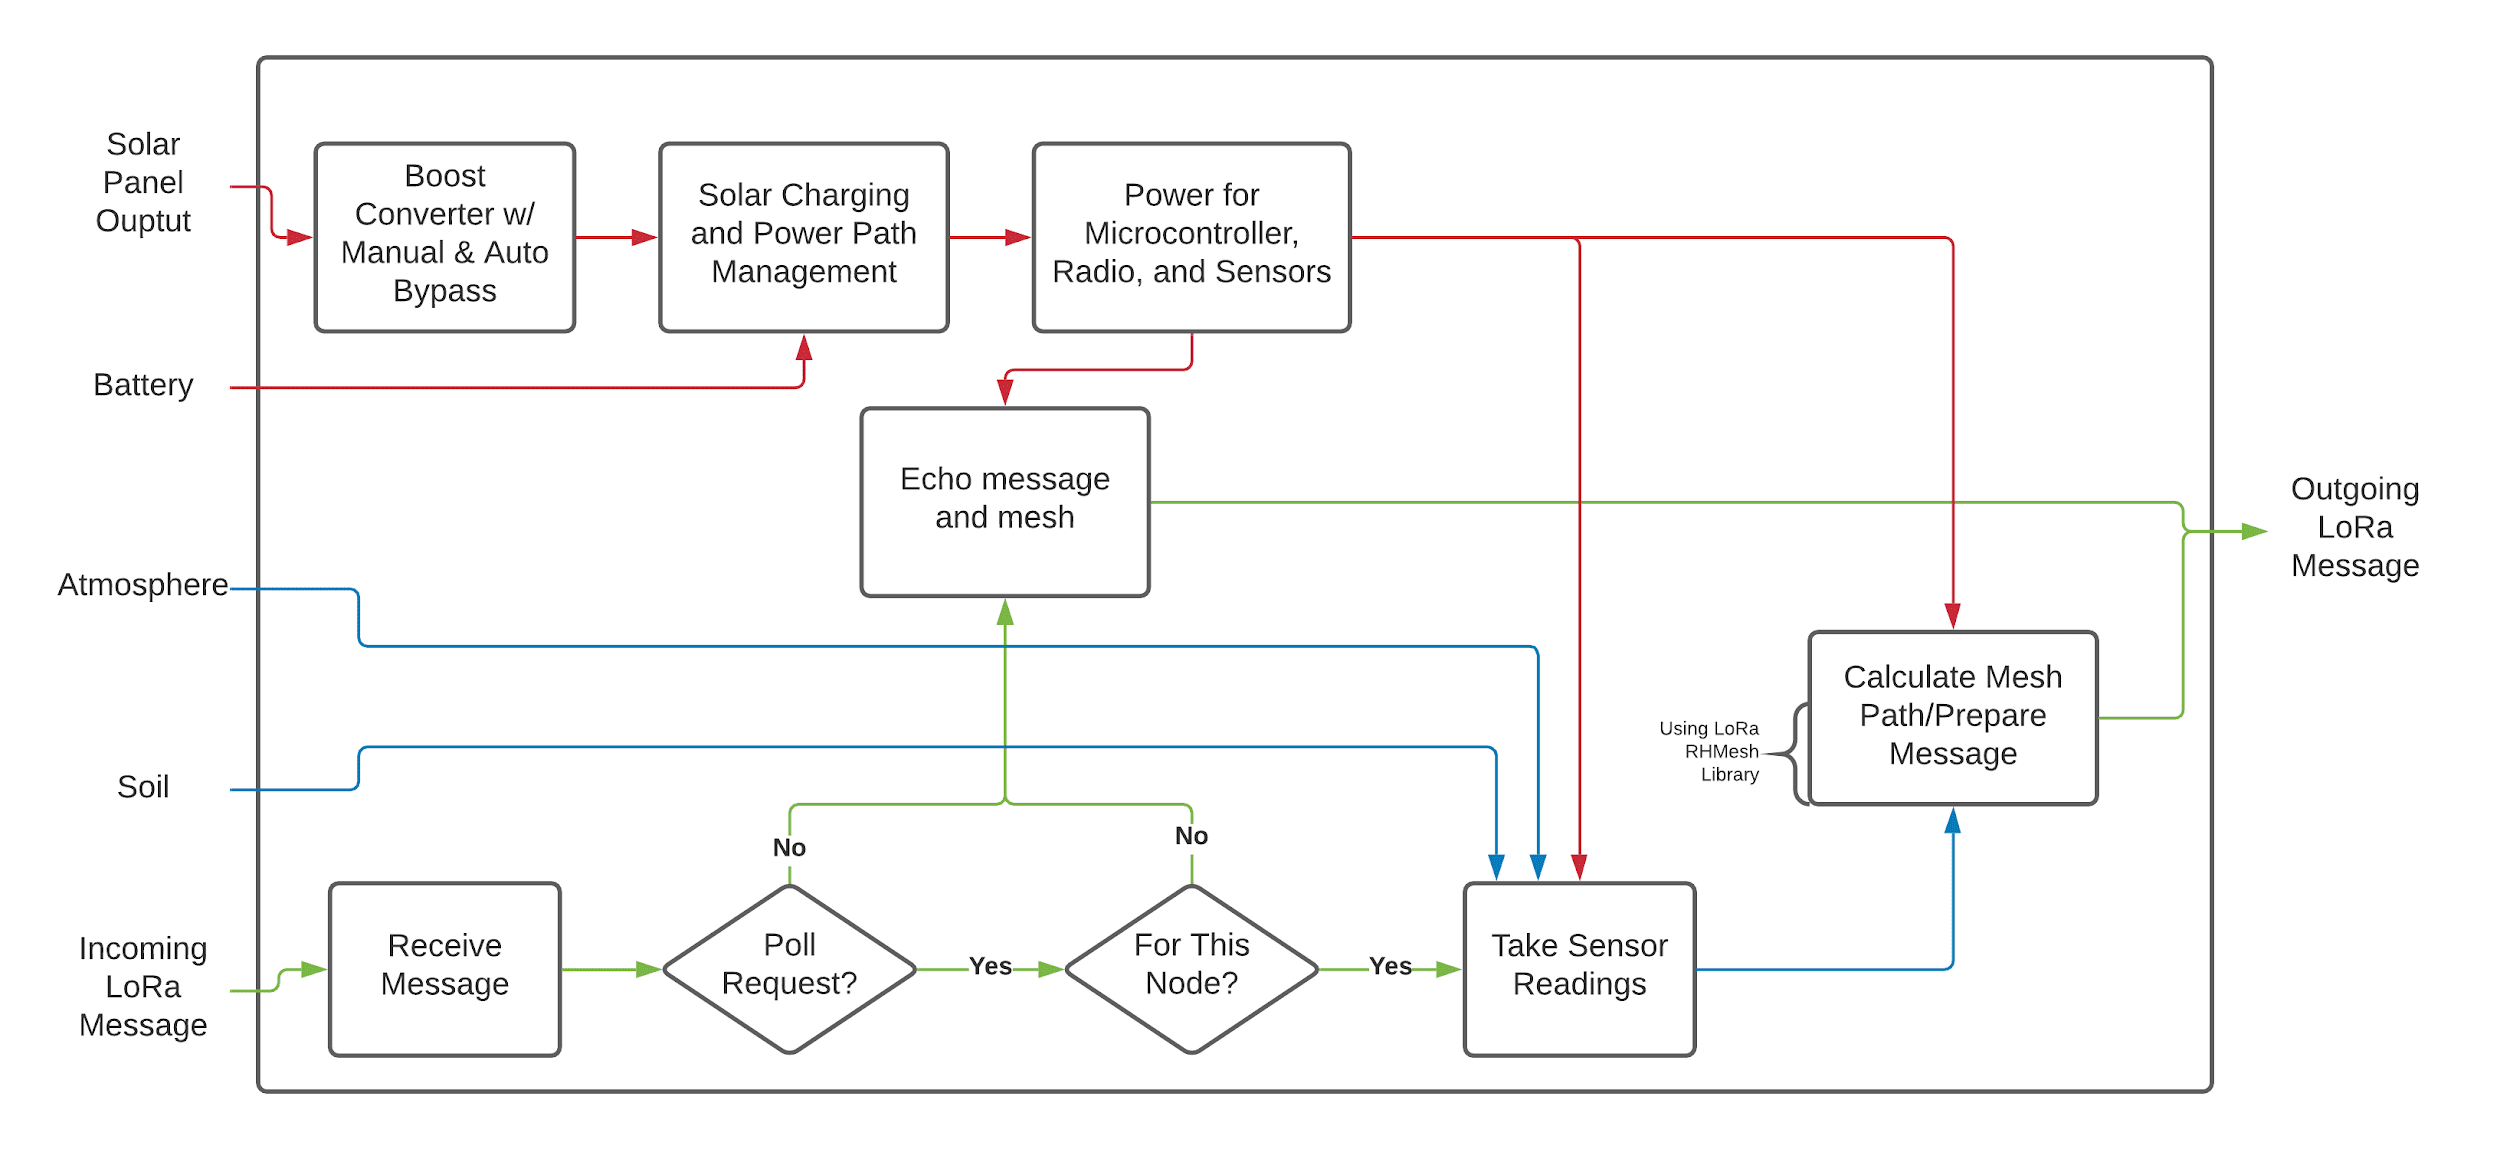 Solar
Panel
Ouptut
Boost
Converter w/
Manual & Auto
Bypass
Solar Charging
and Power Path
Management
Power for
Microcontroller,
Radio, and Sensors
Battery
Echo message
and mesh
Outgoing
LoRa
Message
Atmosphere
Calculate Mesh
Path/Prepare
Message
Using LoRa
RHMesh
Library
Soil
No
No
Incoming
LoRa
Message
Receive
Message
Poll
Request?
Yes
For This
Node?
Yes
Take Sensor
Readings